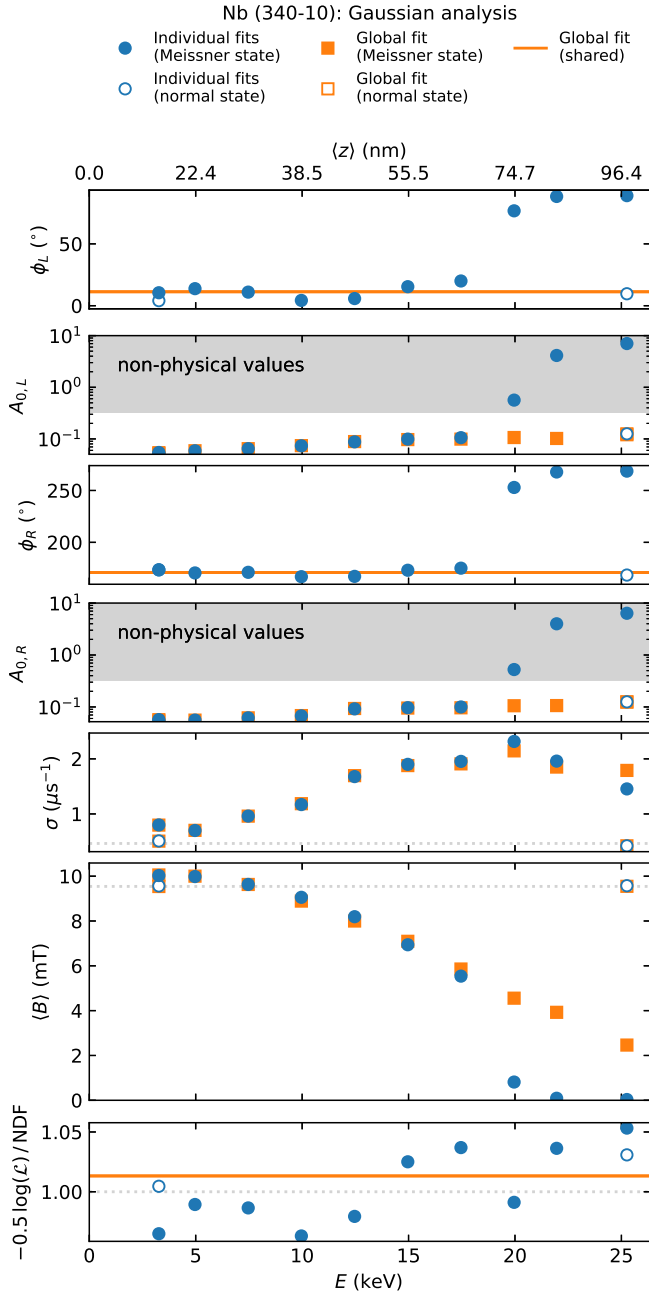 Nb (340-10): Gaussian analysis
Individual fits (Meissner state)
Global fit (Meissner state)
Global fit (shared)
Individual fits (normal state)
Global fit (normal state)
⟨z⟩ (nm)
0.0 22.4 38.5 55.5 74.7 96.4
ϕ_L (°)
50
0
A_{0,L}
10^1
10^0
10^{−1}
non-physical values
ϕ_R (°)
250
200
A_{0,R}
10^1
10^0
10^{−1}
non-physical values
σ (μs^{−1})
2
1
⟨B⟩ (mT)
10
8
6
4
2
0
−0.5 log(ℒ) / NDF
1.05
1.00
0 5 10 15 20 25
E (keV)